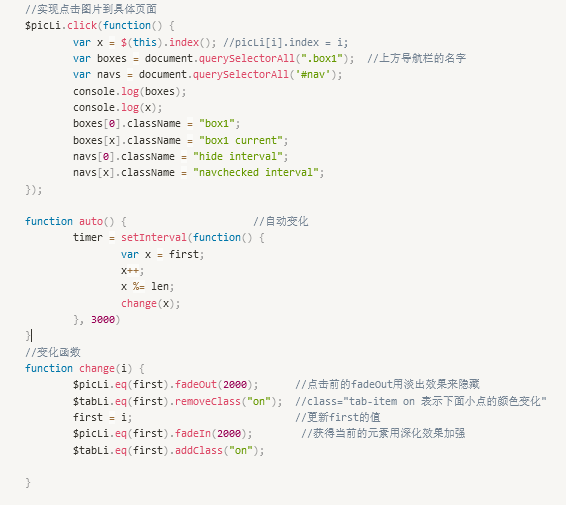 //实现点击图片到具体页面
$picLi.click(function() {
var x = $(this).index(); //picLi[i].index = i;
var boxes = document.querySelectorAll(".box1"); //上方导航栏的名字
var navs = document.querySelectorAll('#nav');
console.log(boxes);
console.log(x);
boxes[0].className = "box1";
boxes[x].className = "box1 current";
navs[0].className = "hide interval";
navs[x].className = "navchecked interval";
});
function auto() { //自动变化
timer = setInterval(function() {
var x = first;
x++;
x %= len;
change(x);
}, 3000)
}
//变化函数
function change(i) {
$picLi.eq(first).fadeOut(2000); //点击前的fadeOut用淡出效果来隐藏
$tabLi.eq(first).removeClass("on"); //class="tab-item on 表示下面小点的颜色变化"
first = i; //更新first的值
$picLi.eq(first).fadeIn(2000); //获得当前的元素用深化效果加强
$tabLi.eq(first).addClass("on");
}